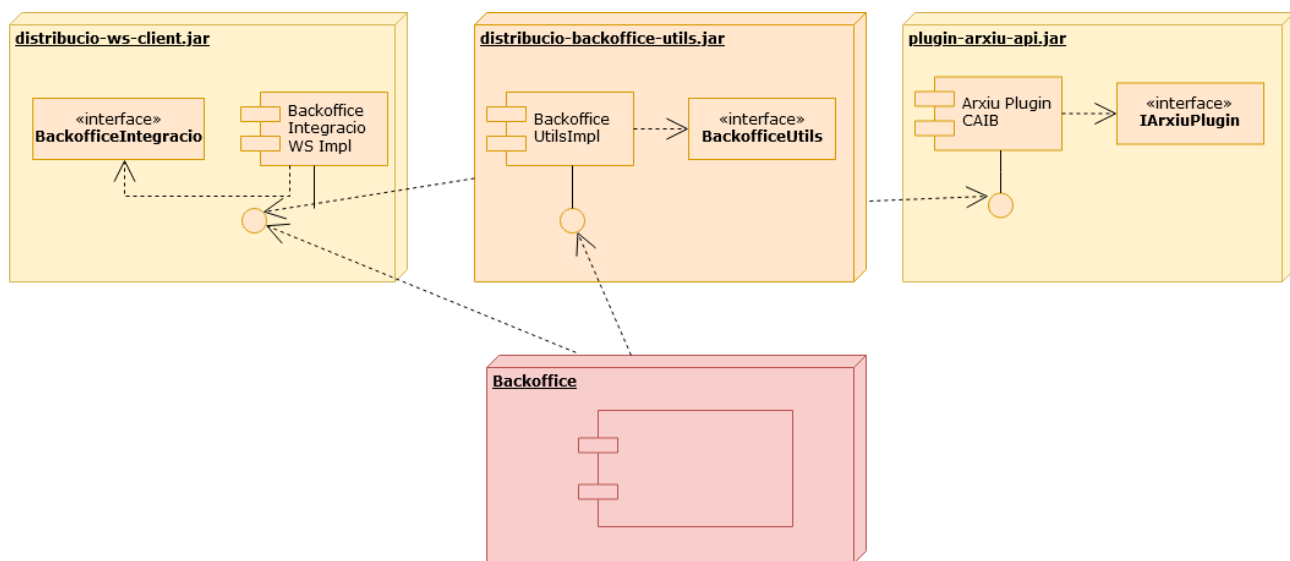 distribucio-ws-client.jar
«interface»
BackofficeIntegracio
Backoffice
Integracio
WS Impl
distribucio-backoffice-utils.jar
Backoffice
UtilsImpl
«interface»
BackofficeUtils
plugin-arxiu-api.jar
Arxiu Plugin
CAIB
«interface»
IArxiuPlugin
Backoffice